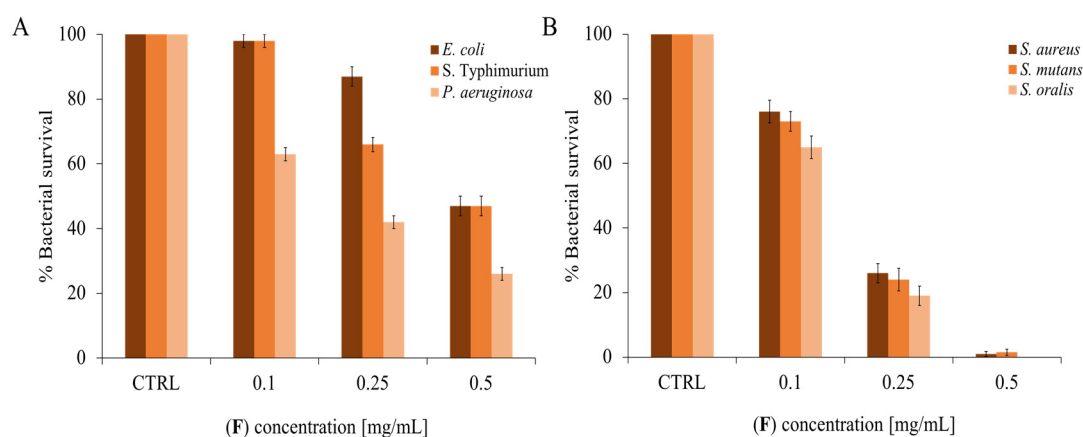 A
% Bacterial survival
100
80
60
40
20
0
E. coli
S. Typhimurium
P. aeruginosa
CTRL 0.1 0.25 0.5
(F) concentration [mg/mL]
B
% Bacterial survival
100
80
60
40
20
0
S. aureus
S. mutans
S. oralis
CTRL 0.1 0.25 0.5
(F) concentration [mg/mL]